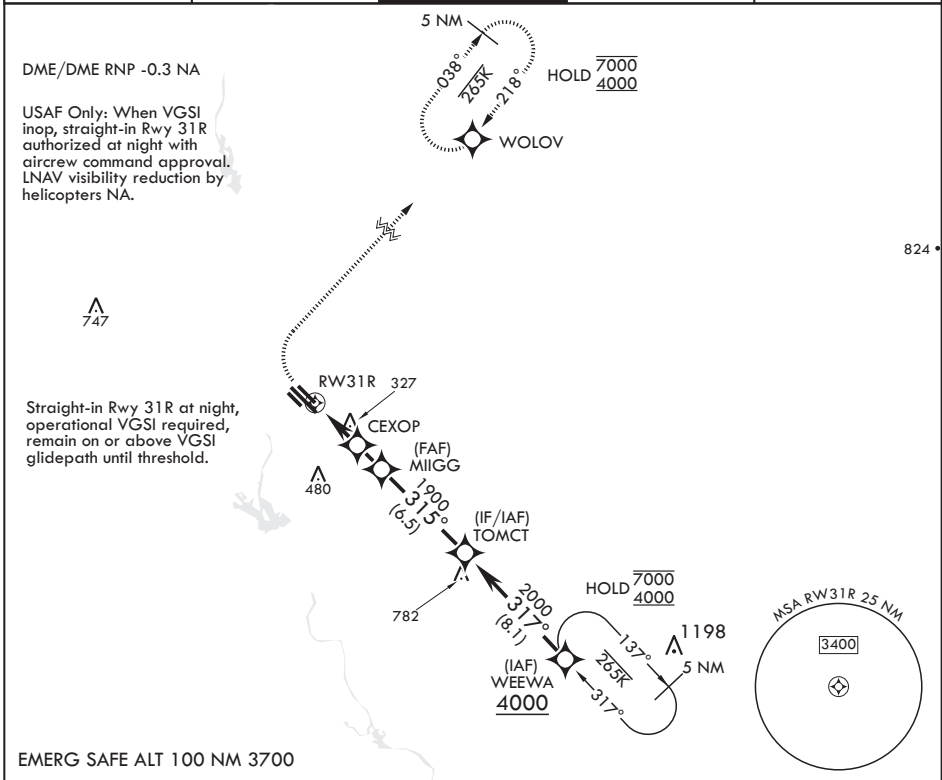 5 NM
DME/DME RNP -0.3 NA
038°
265K
218°
HOLD 7000
4000
WOLOV
USAF Only: When VGSI
inop, straight-in Rwy 31R
authorized at night with
aircrew command approval.
LNAV visibility reduction by
helicopters NA.
824
747
RW31R
327
Straight-in Rwy 31R at night,
operational VGSI required,
remain on or above VGSI
glidepath until threshold.
CEXOP
(FAF)
MIIGG
480
1900
315°
(6.5)
(IF/IAF)
TOMCT
782
2000
317°
(8.1)
HOLD 7000
4000
137°
265K
317°
1198
5 NM
(IAF)
WEEWA
4000
MSA RW31R 25 NM
3400
EMERG SAFE ALT 100 NM 3700